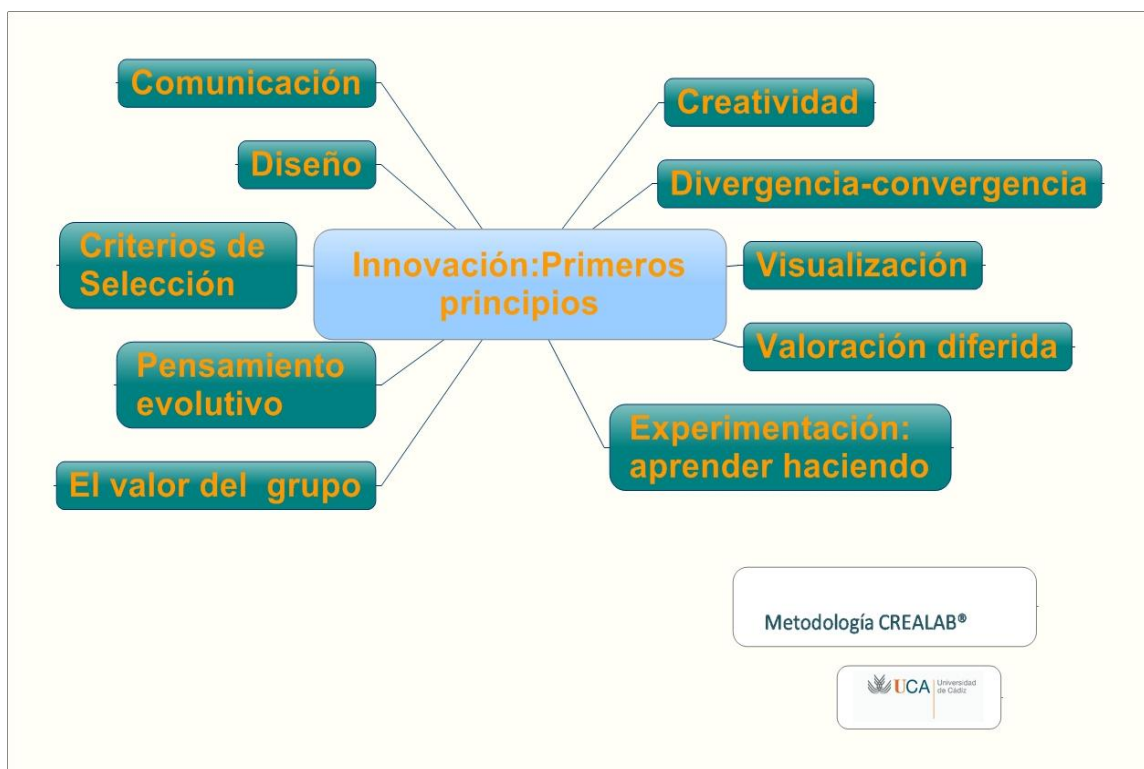 Comunicación
Diseño
Criterios de
Selección
Pensamiento
evolutivo
El valor del grupo
Innovación:Primeros
principios
Creatividad
Divergencia-convergencia
Visualización
Valoración diferida
Experimentación:
aprender haciendo
Metodología CREALAB®
UCA
Universidad
de Cádiz